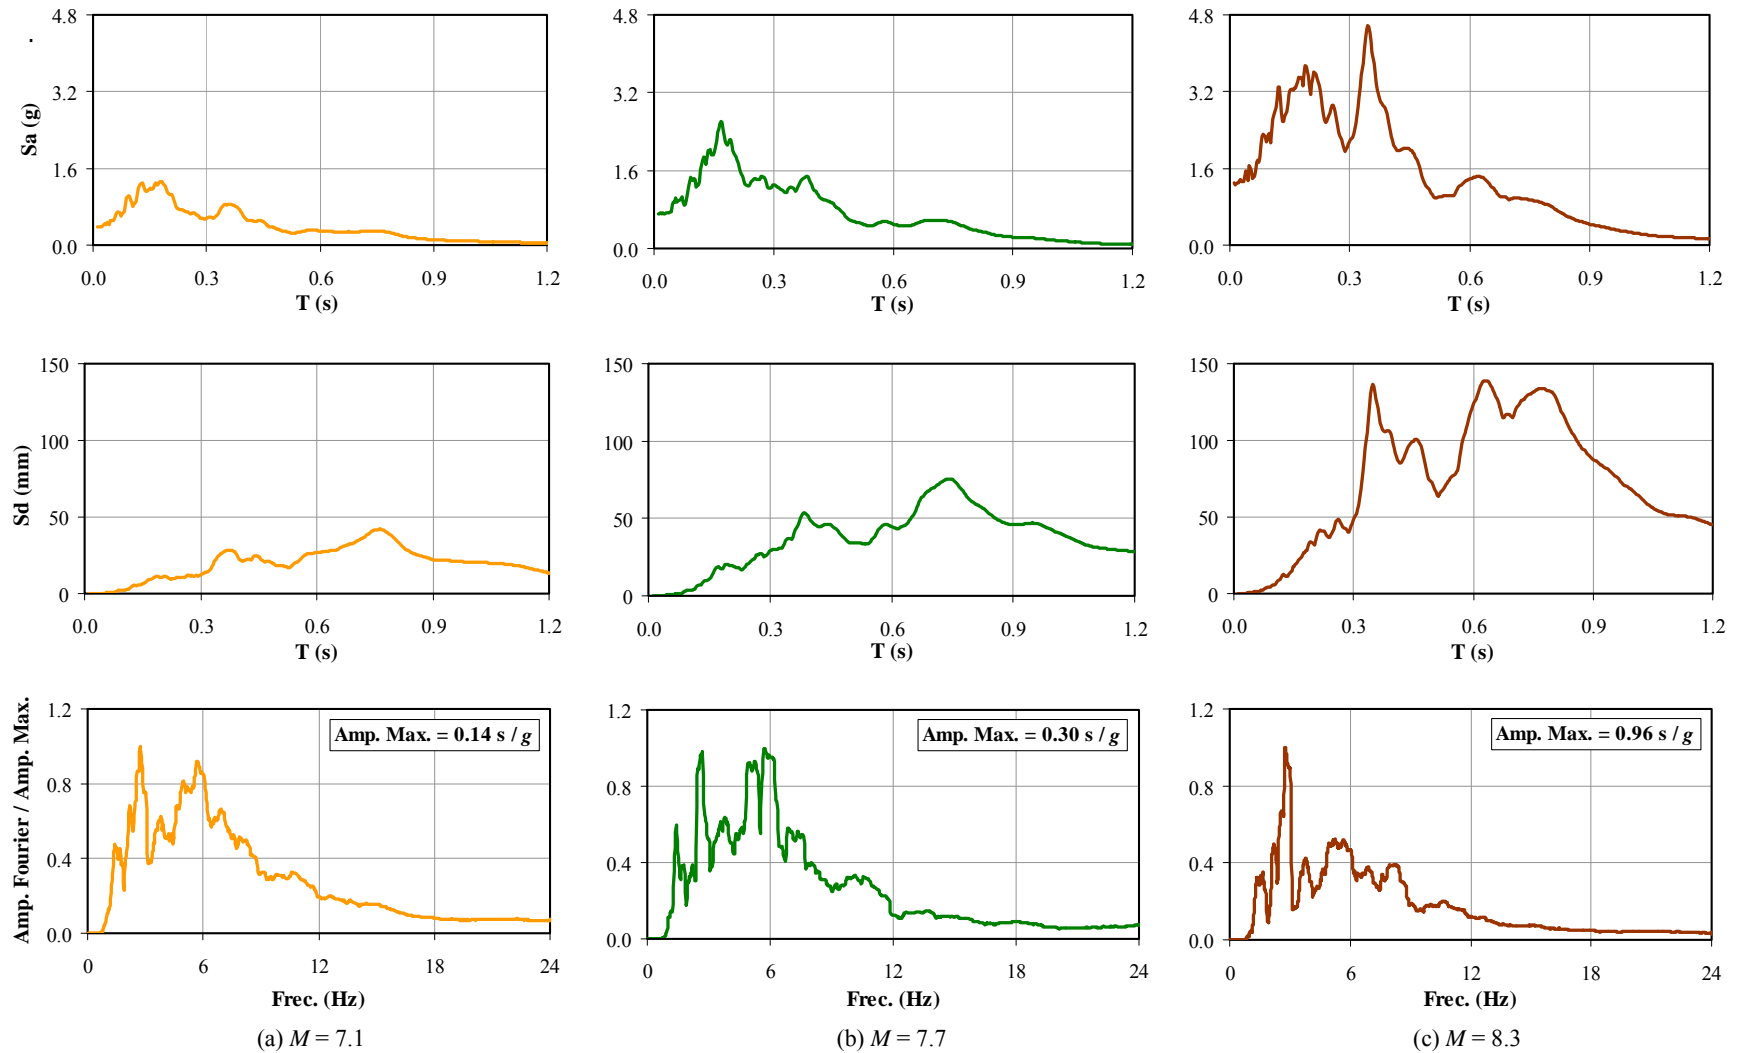 4.8
3.2
1.6
0.0
Sa (g)
0.0 0.3 0.6 0.9 1.2
T (s)
4.8
3.2
1.6
0.0
0.0 0.3 0.6 0.9 1.2
T (s)
4.8
3.2
1.6
0.0
0.0 0.3 0.6 0.9 1.2
T (s)
150
100
50
0
Sd (mm)
0.0 0.3 0.6 0.9 1.2
T (s)
150
100
50
0
0.0 0.3 0.6 0.9 1.2
T (s)
150
100
50
0
0.0 0.3 0.6 0.9 1.2
T (s)
Amp. Fourier / Amp. Max.
1.2
0.8
0.4
0.0
Amp. Max. = 0.14 s / g
0 6 12 18 24
Frec. (Hz)
(a) M = 7.1
1.2
0.8
0.4
0.0
Amp. Max. = 0.30 s / g
0 6 12 18 24
Frec. (Hz)
(b) M = 7.7
1.2
0.8
0.4
0.0
Amp. Max. = 0.96 s / g
0 6 12 18 24
Frec. (Hz)
(c) M = 8.3